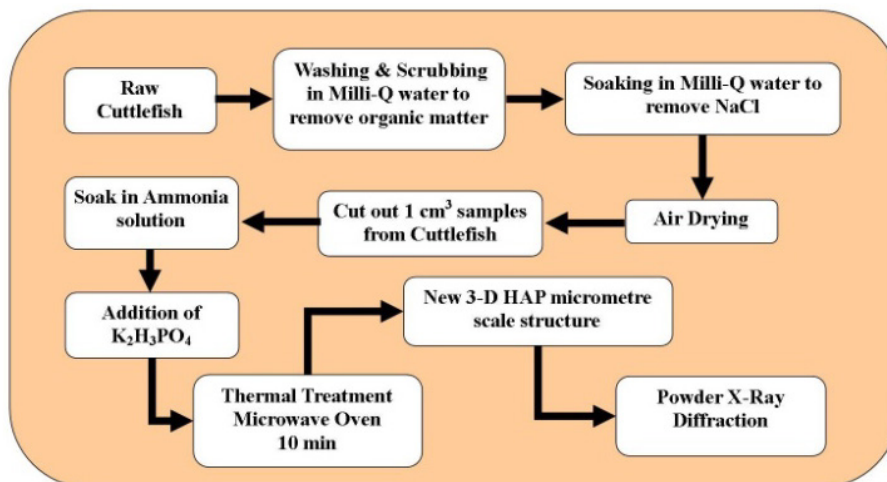 Raw
Cuttlefish
Washing & Scrubbing
in Milli-Q water to
remove organic matter
Soaking in Milli-Q water to
remove NaCl
Air Drying
Cut out 1 cm³ samples
from Cuttlefish
Soak in Ammonia
solution
Addition of
K₂H₃PO₄
Thermal Treatment
Microwave Oven
10 min
New 3-D HAP micrometre
scale structure
Powder X-Ray
Diffraction